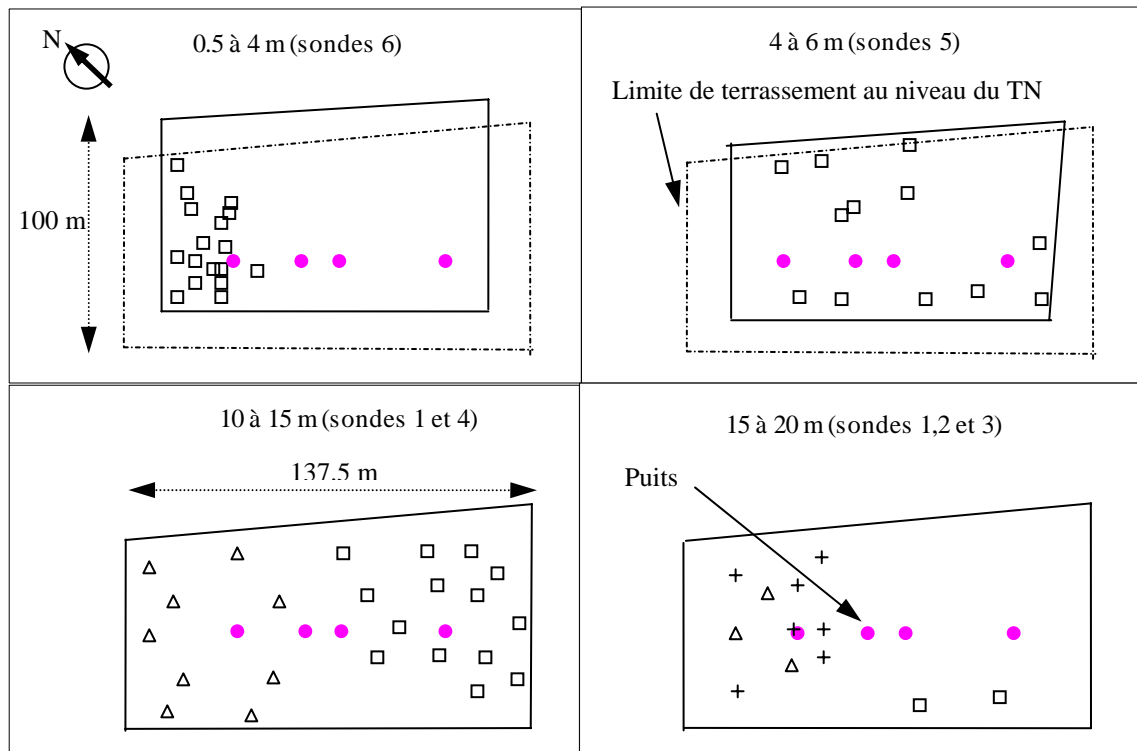 N
0.5 à 4 m (sondes 6)
100 m
4 à 6 m (sondes 5)
Limite de terrassement au niveau du TN
10 à 15 m (sondes 1 et 4)
137.5 m
15 à 20 m (sondes 1,2 et 3)
Puits